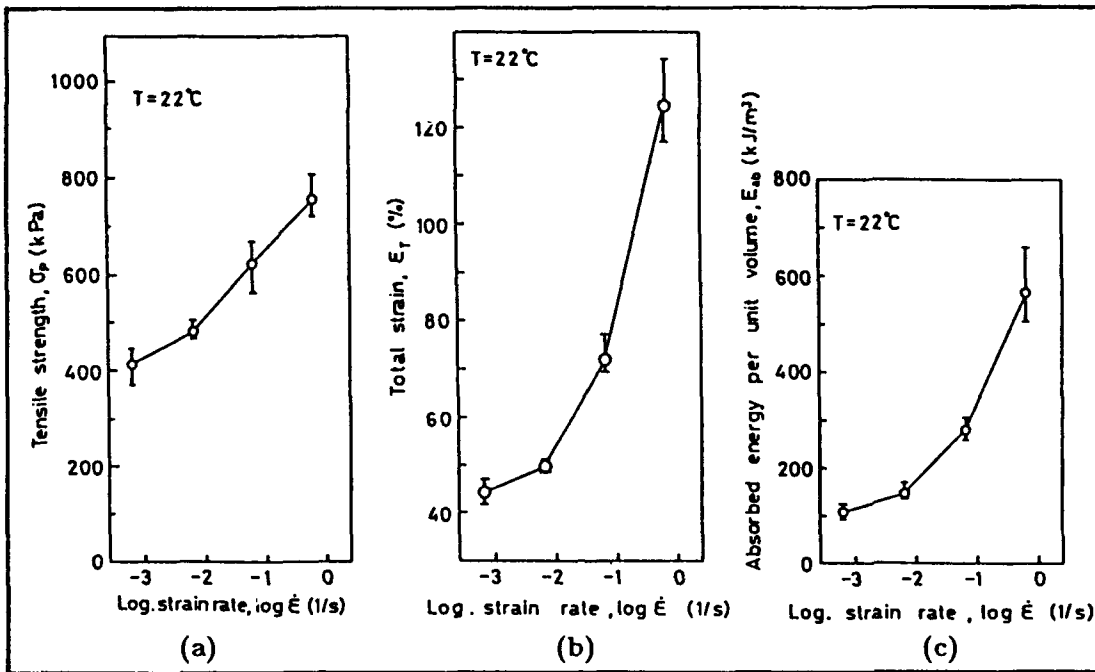 T=22°C
1000
800
600
400
200
0
Tensile strength, σp (kPa)
-3 -2 -1 0
Log. strain rate, log ε̇ (1/s)
(a)
T=22°C
120
100
80
60
40
Total strain, ε_T (%)
-3 -2 -1 0
Log. strain rate, log ε̇ (1/s)
(b)
T=22°C
800
600
400
200
0
Absorbed energy per unit volume, E_ab (kJ/m³)
-3 -2 -1 0
Log. strain rate, log ε̇ (1/s)
(c)